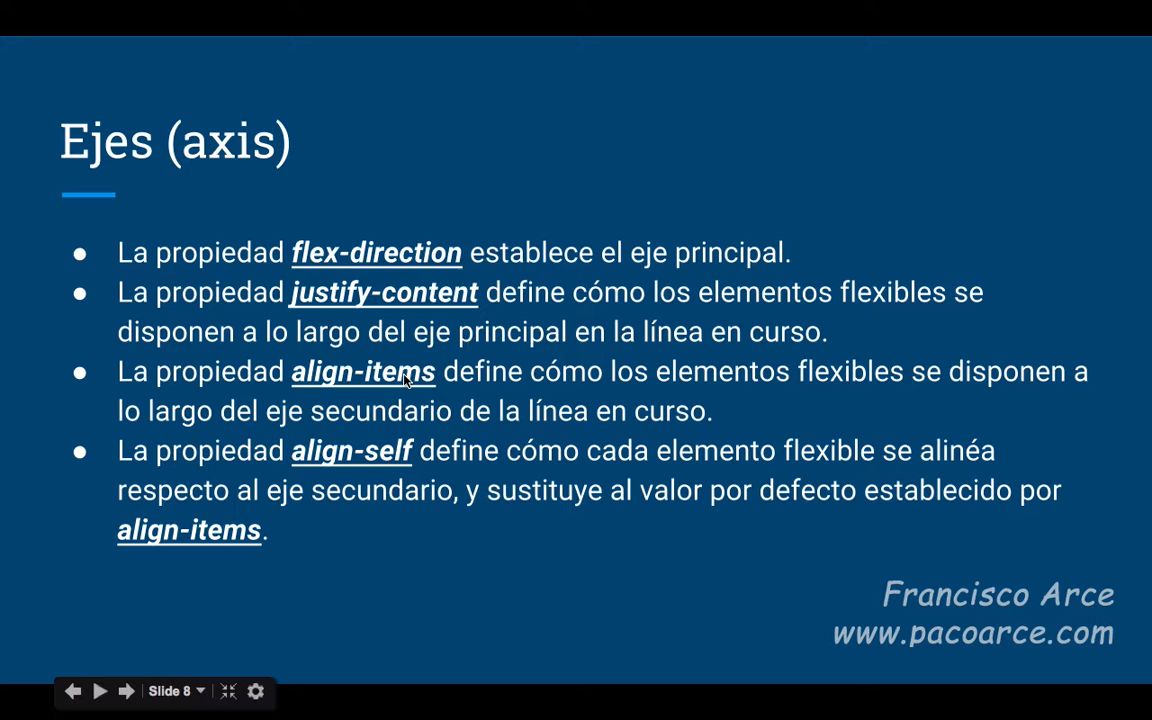 Ejes (axis)
● La propiedad flex-direction establece el eje principal.
● La propiedad justify-content define cómo los elementos flexibles se
disponen a lo largo del eje principal en la línea en curso.
● La propiedad align-items define cómo los elementos flexibles se disponen a
lo largo del eje secundario de la línea en curso.
● La propiedad align-self define cómo cada elemento flexible se alinéa
respecto al eje secundario, y sustituye al valor por defecto establecido por
align-items.
Francisco Arce
www.pacoarce.com
Slide 8